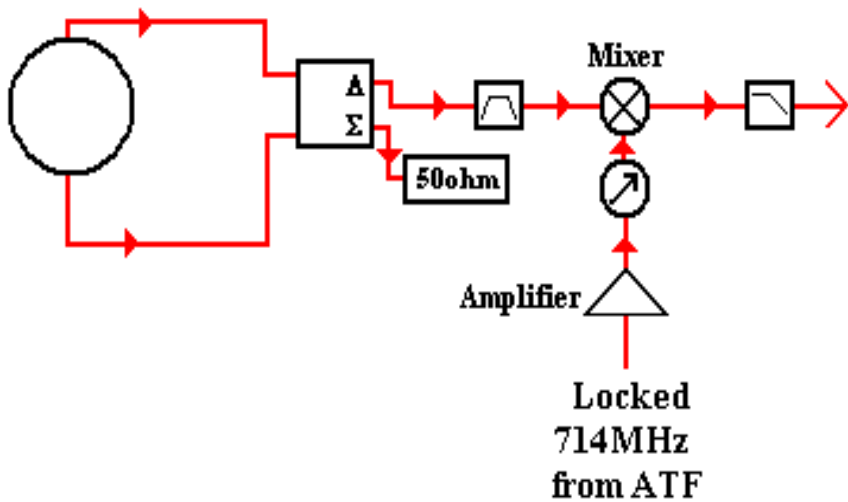 Mixer
Δ
Σ
50ohm
Amplifier
Locked
714MHz
from ATF